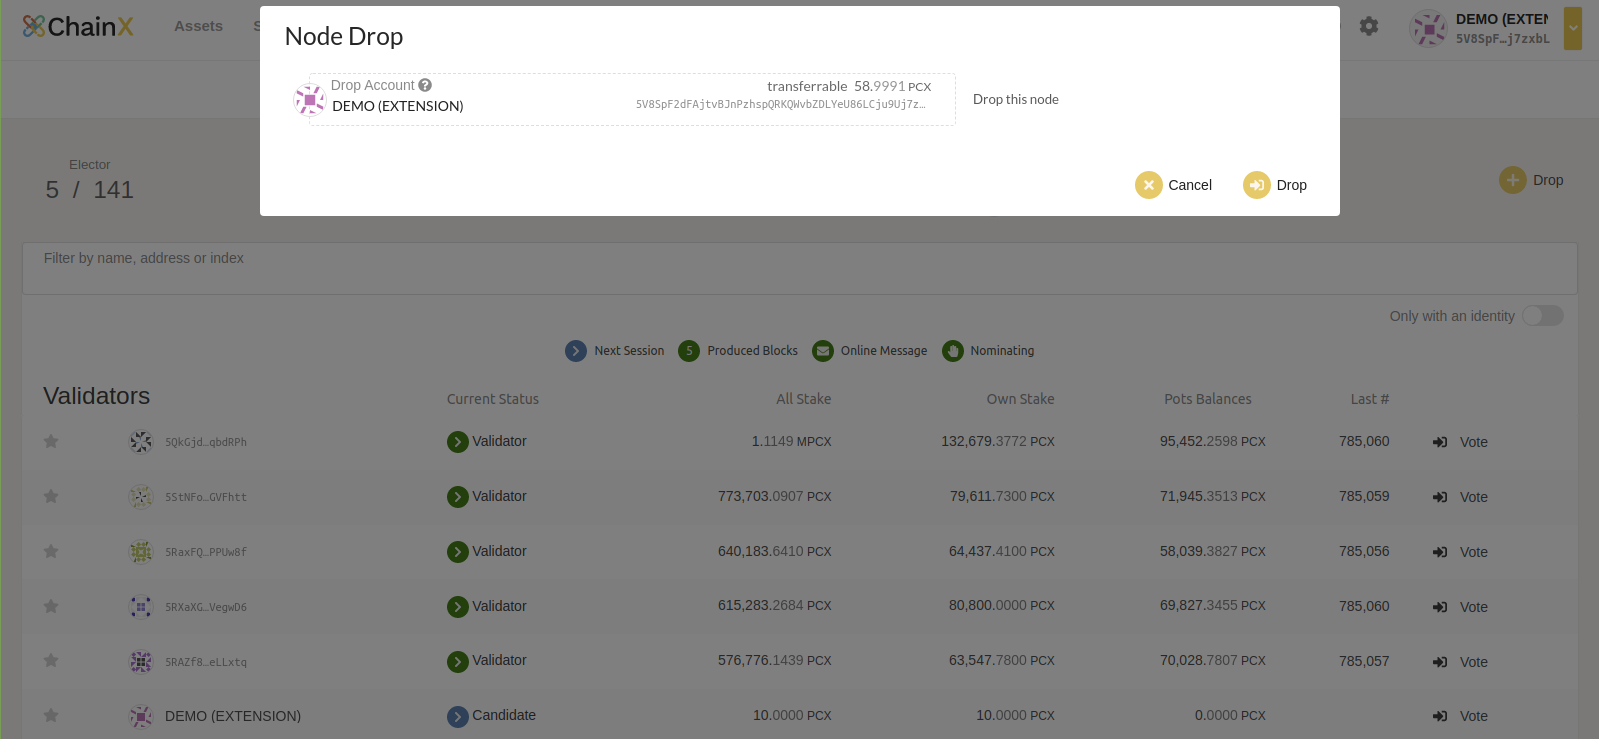 ChainX
Assets
Node Drop
DEMO (EXTEN
5V8SpF…j7zxbL
Drop Account
transferrable 58.9991 PCX
DEMO (EXTENSION)
5V8SpF2dFAjtvBJnPzhspQRKQWvbZDLYeU86LCju9Uj7z…
Drop this node
Cancel
Drop
Elector
5 / 141
Drop
Filter by name, address or index
Only with an identity
Next Session
5 Produced Blocks
Online Message
Nominating
Validators Current Status All Stake Own Stake Pots Balances Last #
5QkGjd…qbdRPh Validator 1.1149 MPCX 132,679.3772 PCX 95,452.2598 PCX 785,060 Vote
5StNFo…GVFhtt Validator 773,703.0907 PCX 79,611.7300 PCX 71,945.3513 PCX 785,059 Vote
5RaxFQ…PPUw8f Validator 640,183.6410 PCX 64,437.4100 PCX 58,039.3827 PCX 785,056 Vote
5RXaXG…VegwD6 Validator 615,283.2684 PCX 80,800.0000 PCX 69,827.3455 PCX 785,060 Vote
5RAZf8…eLLxtq Validator 576,776.1439 PCX 63,547.7800 PCX 70,028.7807 PCX 785,057 Vote
DEMO (EXTENSION) Candidate 10.0000 PCX 10.0000 PCX 0.0000 PCX Vote